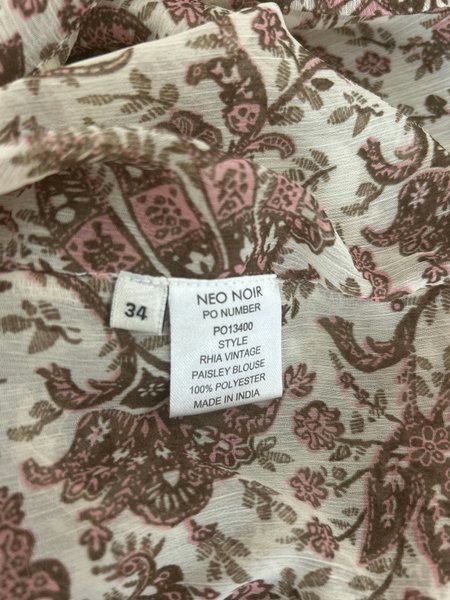 34
NEO NOIR
PO NUMBER
PO13400
STYLE
RHIA VINTAGE
PAISLEY BLOUSE
100% POLYESTER
MADE IN INDIA